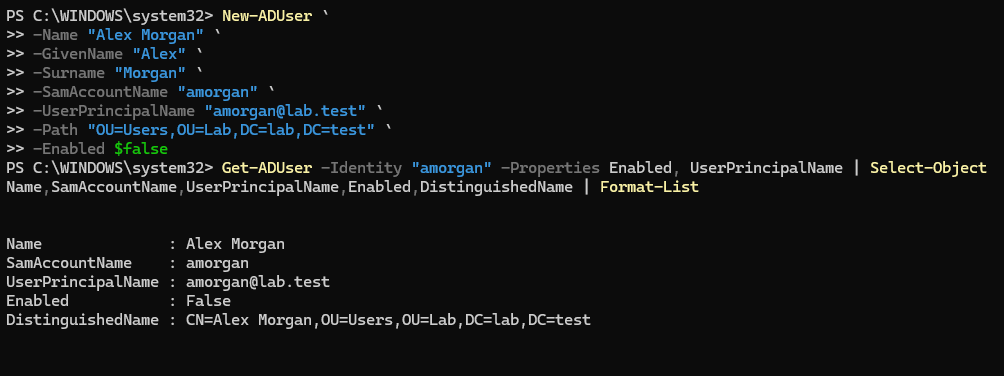 PS C:\WINDOWS\system32> New-ADUser `
>> -Name "Alex Morgan" `
>> -GivenName "Alex" `
>> -Surname "Morgan" `
>> -SamAccountName "amorgan" `
>> -UserPrincipalName "amorgan@lab.test" `
>> -Path "OU=Users,OU=Lab,DC=lab,DC=test" `
>> -Enabled $false
PS C:\WINDOWS\system32> Get-ADUser -Identity "amorgan" -Properties Enabled, UserPrincipalName | Select-Object
Name,SamAccountName,UserPrincipalName,Enabled,DistinguishedName | Format-List
Name              : Alex Morgan
SamAccountName    : amorgan
UserPrincipalName : amorgan@lab.test
Enabled           : False
DistinguishedName : CN=Alex Morgan,OU=Users,OU=Lab,DC=lab,DC=test